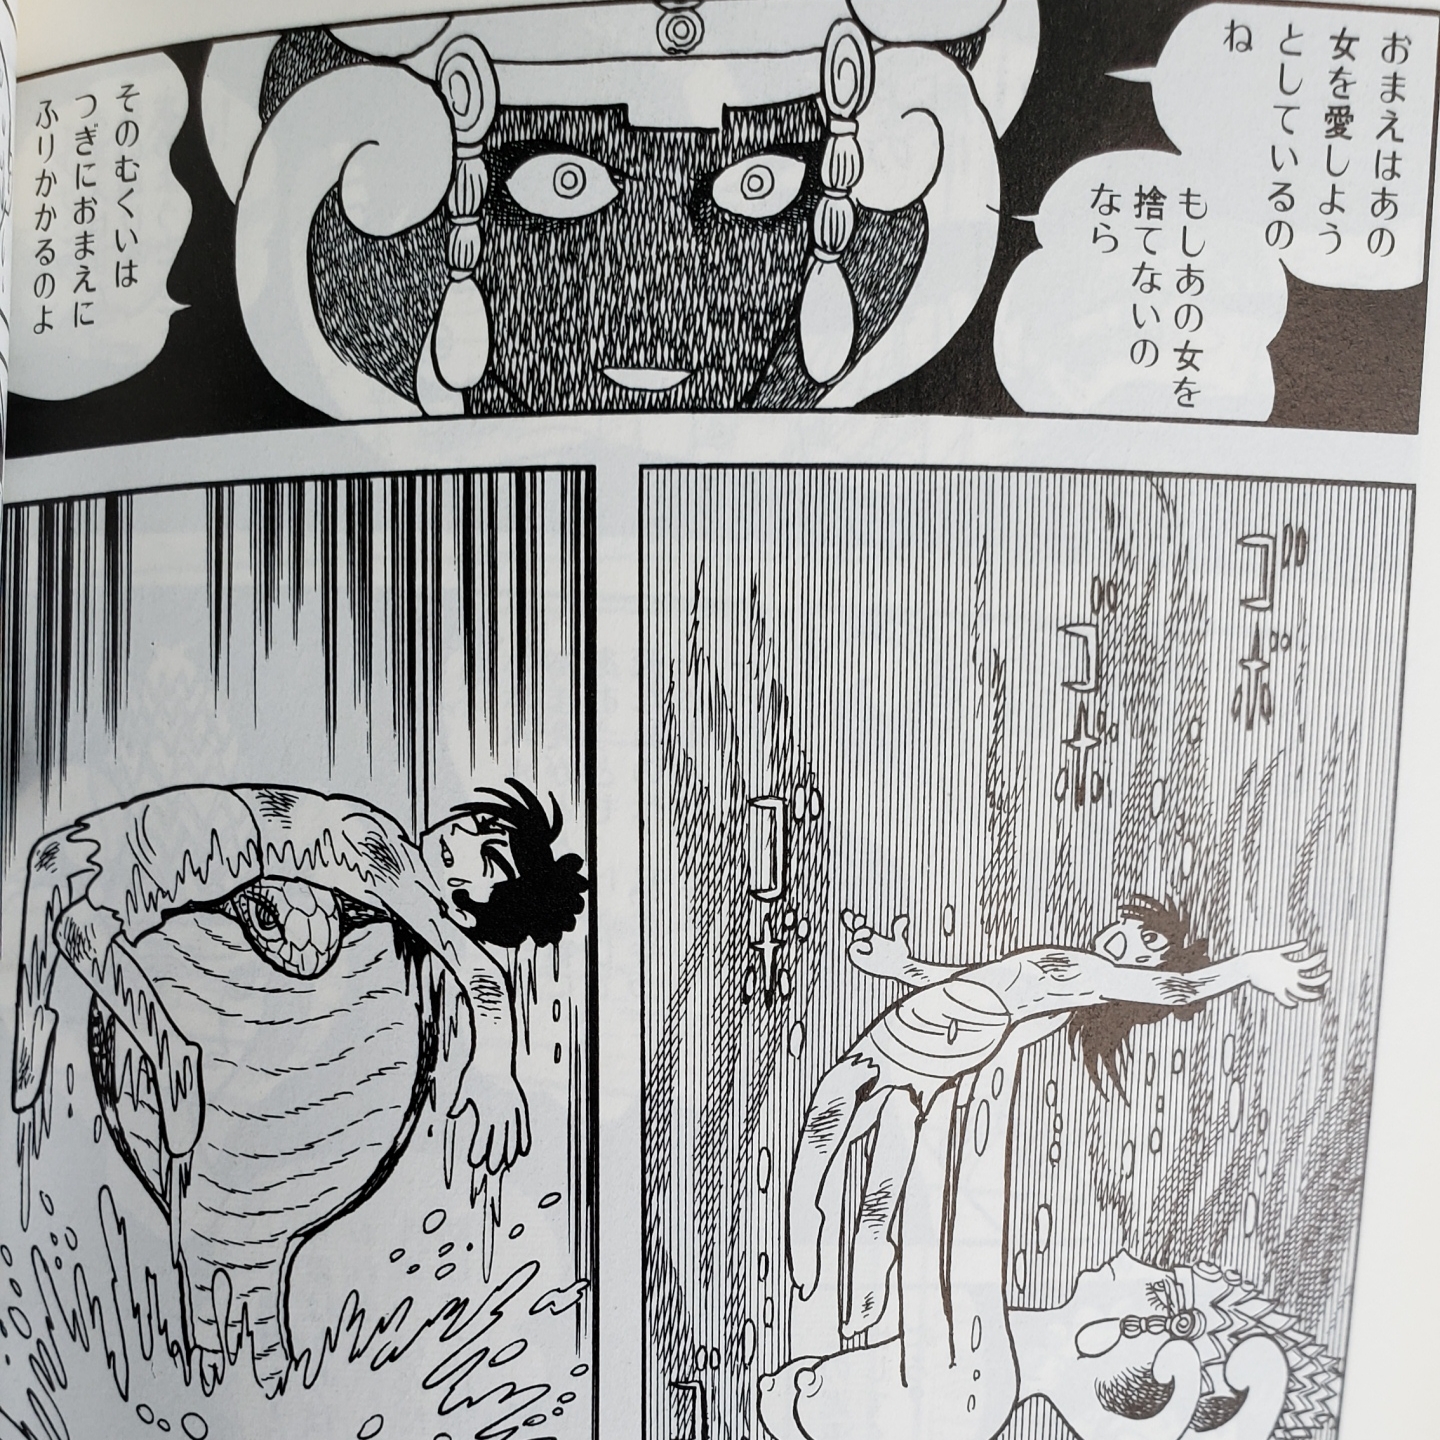 おまえはあの
女を愛しよう
としているの
ね
もしあの女を
捨てないの
なら
そのむくいは
つぎにおまえに
ふりかかるのよ
ゴボ
ゴボ
ゴボ